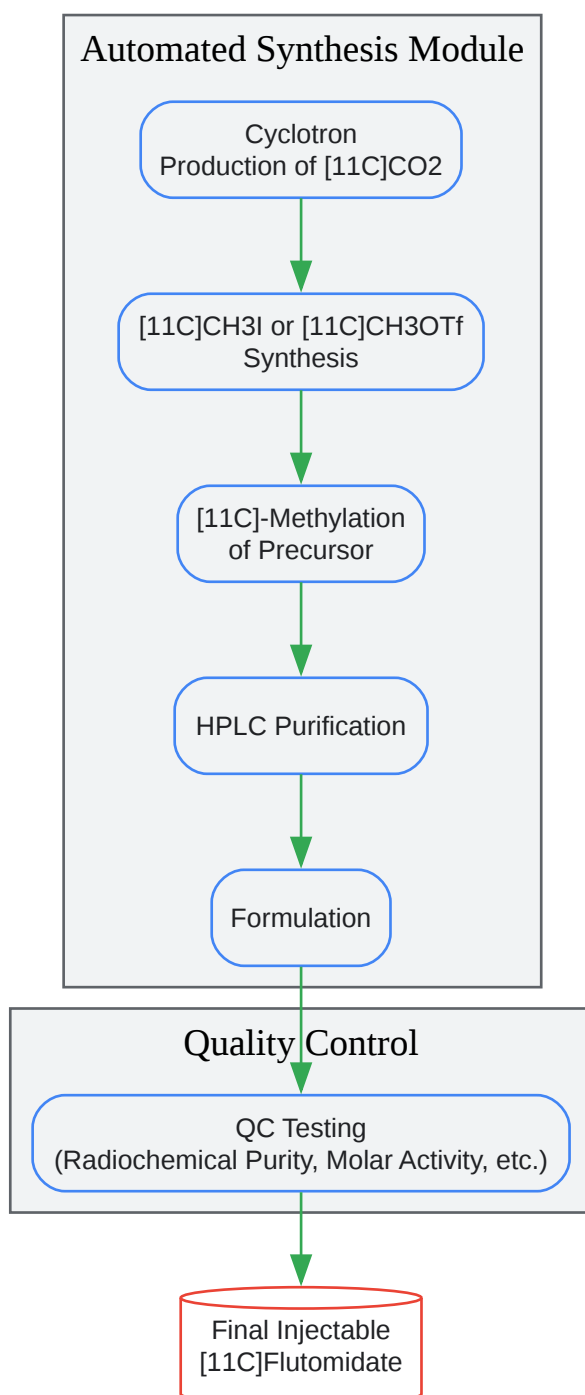 Automated Synthesis Module
Cyclotron
Production of [11C]CO2
[11C]CH3I or [11C]CH3OTf
Synthesis
[11C]-Methylation
of Precursor
HPLC Purification
Formulation
Quality Control
QC Testing
(Radiochemical Purity, Molar Activity, etc.)
Final Injectable
[11C]Flutomidate